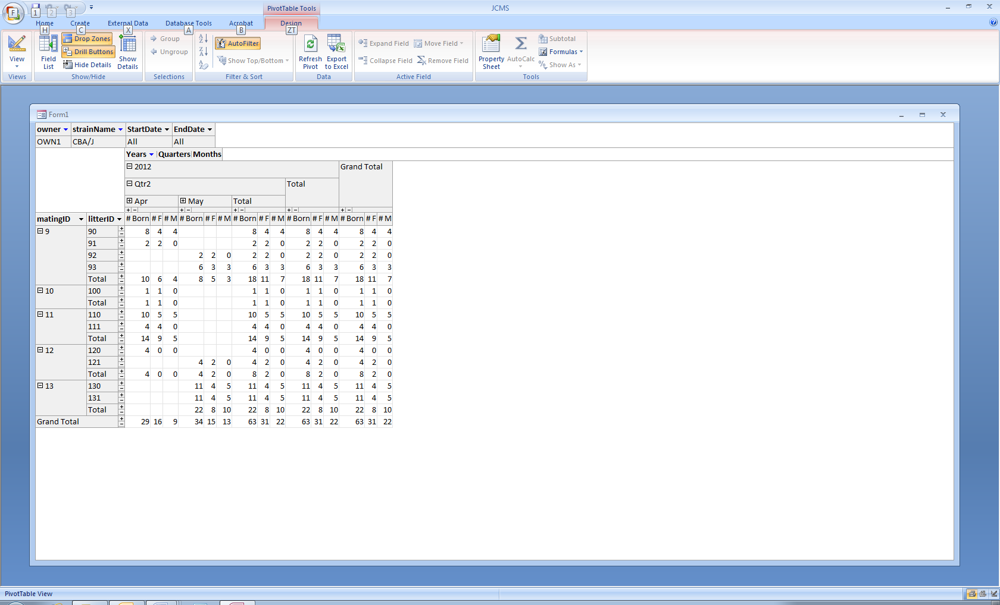 PivotTable Tools JCMS
F 1 2 3
Home Create External Data Database Tools Acrobat Design
H C X A B ZT
View
Views
Field List
Drop Zones
Drill Buttons
Hide Details
Show Details
Show/Hide
Group
Ungroup
Selections
AutoFilter
Show Top/Bottom
Filter & Sort
Refresh Pivot
Export to Excel
Data
Expand Field
Collapse Field
Move Field
Remove Field
Active Field
Property Sheet
AutoCalc
Subtotal
Formulas
Show As
Tools
Form1
owner strainName StartDate EndDate
OWN1 CBA/J All All
Years Quarters Months
2012 Grand Total
Qtr2 Total
Apr May Total
matingID litterID # Born # F # M # Born # F # M # Born # F # M # Born # F # M # Born # F # M
9 90 8 4 4 8 4 4 8 4 4 8 4 4
91 2 2 0 2 2 0 2 2 0 2 2 0
92 2 2 0 2 2 0 2 2 0 2 2 0
93 6 3 3 6 3 3 6 3 3 6 3 3
Total 10 6 4 8 5 3 18 11 7 18 11 7 18 11 7
10 100 1 1 0 1 1 0 1 1 0 1 1 0
Total 1 1 0 1 1 0 1 1 0 1 1 0
11 110 10 5 5 10 5 5 10 5 5 10 5 5
111 4 4 0 4 4 0 4 4 0 4 4 0
Total 14 9 5 14 9 5 14 9 5 14 9 5
12 120 4 0 0 4 0 0 4 0 0 4 0 0
121 4 2 0 4 2 0 4 2 0 4 2 0
Total 4 0 0 4 2 0 8 2 0 8 2 0 8 2 0
13 130 11 4 5 11 4 5 11 4 5 11 4 5
131 11 4 5 11 4 5 11 4 5 11 4 5
Total 22 8 10 22 8 10 22 8 10 22 8 10
Grand Total 29 16 9 34 15 13 63 31 22 63 31 22 63 31 22
PivotTable View